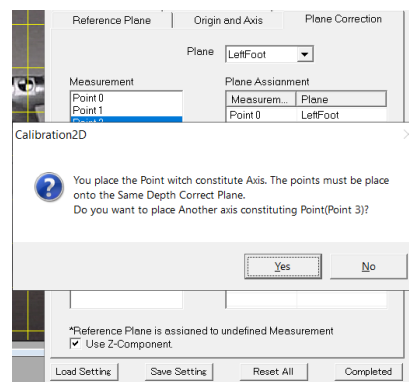 Reference Plane Origin and Axis Plane Correction
Plane LeftFoot
Measurement Plane Assignment
Point 0 Measurem... Plane
Point 1 Point 0 LeftFoot
Calibration2D
You place the Point witch constitute Axis. The points must be place
onto the Same Depth Correct Plane.
Do you want to place Another axis constituting Point(Point 3)?
Yes No
*Reference Plane is assigned to undefined Measurement
Use Z-Component
Load Setting Save Setting Reset All Completed